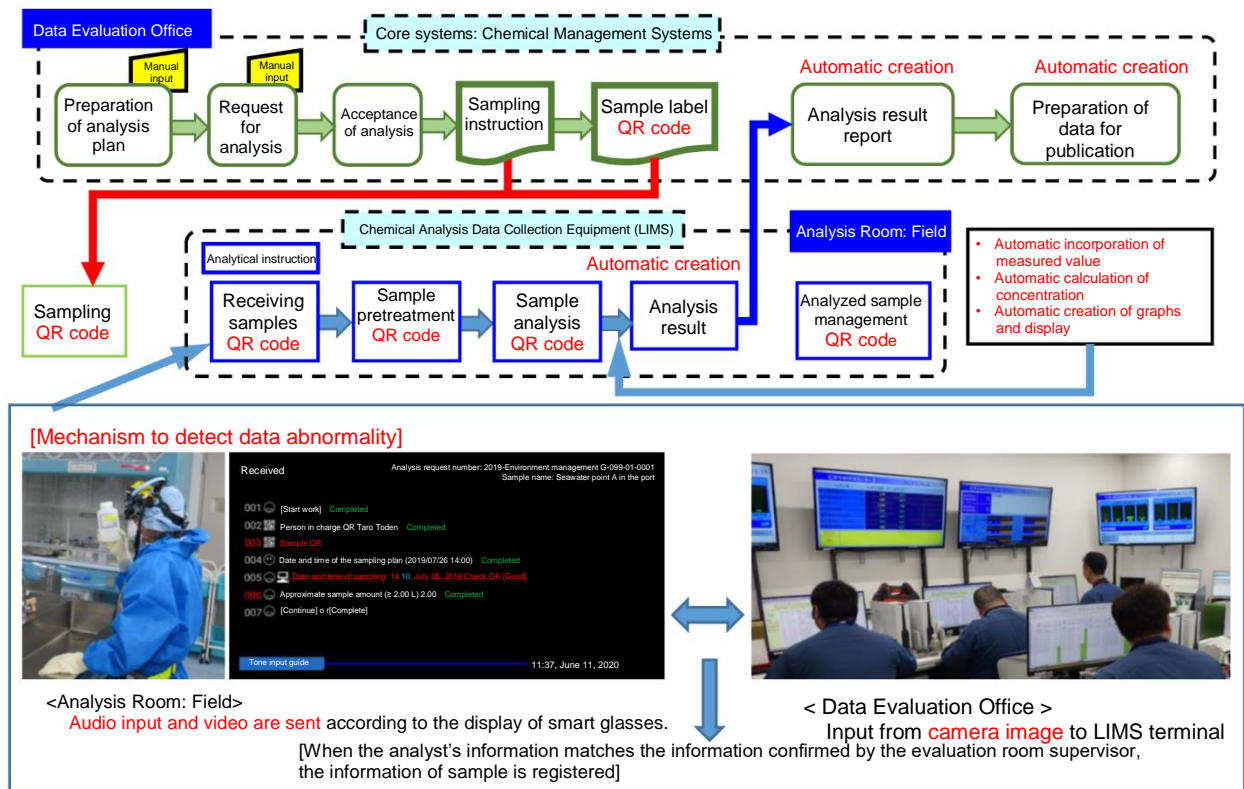 Data Evaluation Office
Core systems: Chemical Management Systems
Manual
input
Manual
input
Automatic creation
Automatic creation
Preparation
of analysis
plan
Request
for
analysis
Acceptance
of analysis
Sampling
instruction
Sample label
QR code
Analysis result
report
Preparation of
data for
publication
Chemical Analysis Data Collection Equipment (LIMS)
Analysis Room: Field
Analytical instruction
Automatic creation
• Automatic incorporation of
measured value
• Automatic calculation of
concentration
• Automatic creation of graphs
and display
Sampling
QR code
Receiving
samples
QR code
Sample
pretreatment
QR code
Sample
analysis
QR code
Analysis
result
Analyzed sample
management
QR code
[Mechanism to detect data abnormality]
Received
Analysis request number: 2019-Environment management G-099-01-0001
Sample name: Seawater point A in the port
001 [Start work] Completed
002 Person in charge QR Taro Toden Completed
003 Sample QR
004 Date and time of the sampling plan (2019/07/26 14:00) Completed
005 Date and time of sampling: 14:10, July 26, 2019 Check OK [Good]
006 Approximate sample amount (≥ 2.00 L) 2.00 Completed
007 [Continue] o r[Complete]
Tone input guide
11:37, June 11, 2020
<Analysis Room: Field>
Audio input and video are sent according to the display of smart glasses.
< Data Evaluation Office >
Input from camera image to LIMS terminal
[When the analyst's information matches the information confirmed by the evaluation room supervisor,
the information of sample is registered]